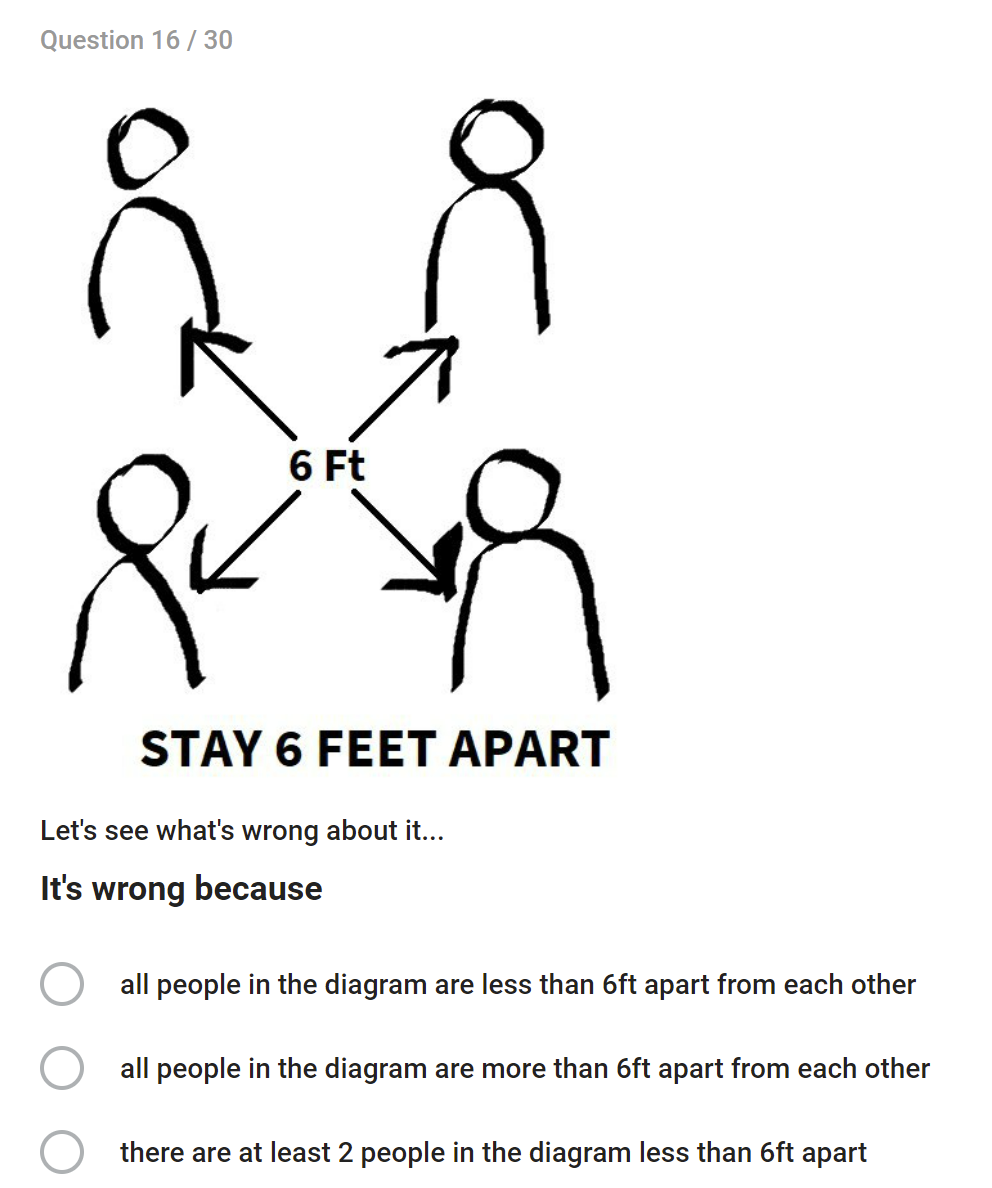 Question 16 / 30
6 Ft
STAY 6 FEET APART
Let's see what's wrong about it...
It's wrong because
all people in the diagram are less than 6ft apart from each other
all people in the diagram are more than 6ft apart from each other
there are at least 2 people in the diagram less than 6ft apart